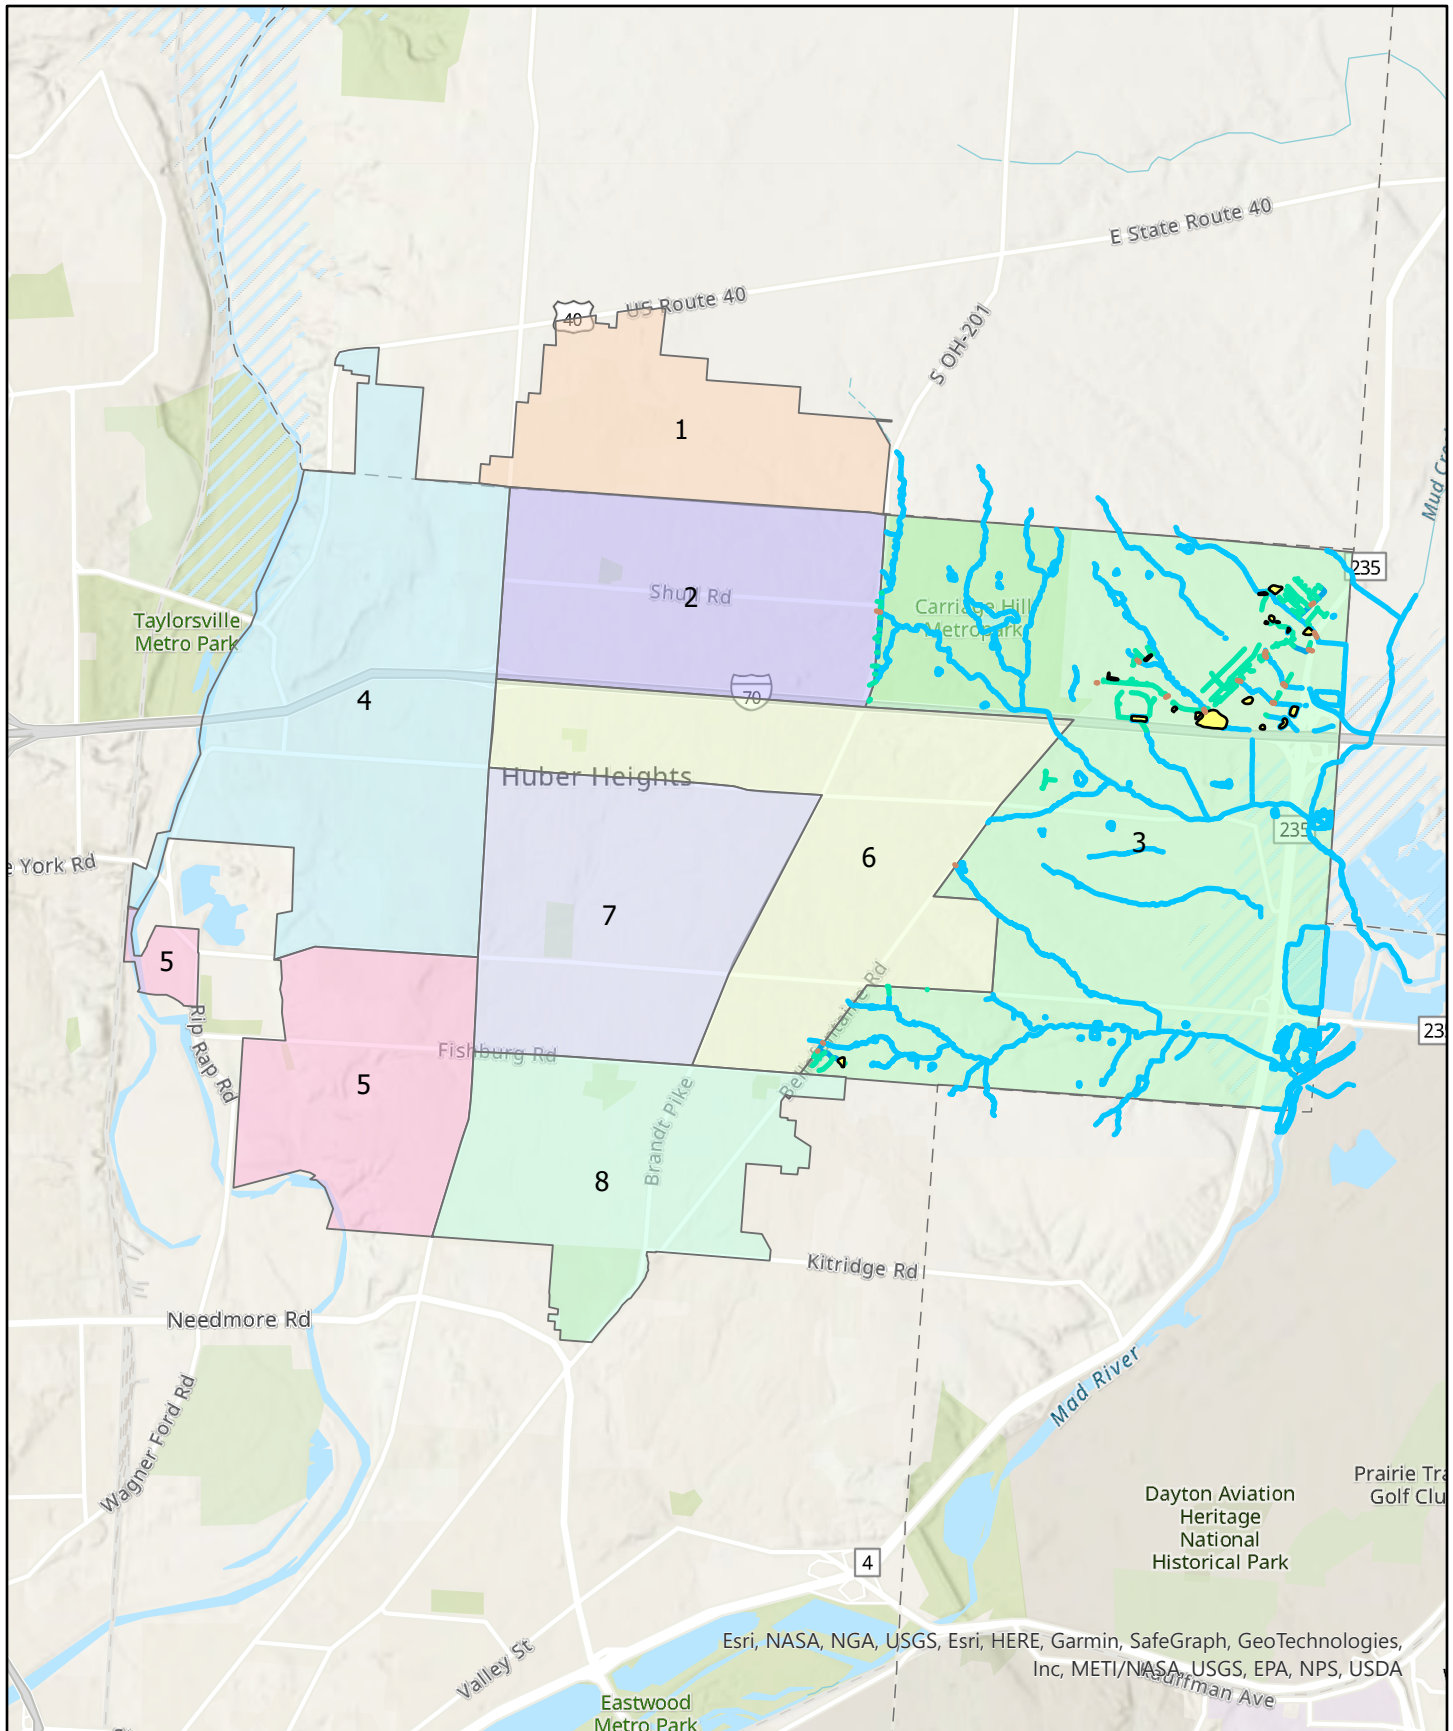 E State Route 40
US Route 40
40
S OH-201
1
Mud
235
Shull Rd
2
Carriage Hill
Metropark
Taylorsville
Metro Park
70
4
Huber Heights
235
3
e York Rd
6
7
5
Rip Rap Rd
Bellefontaine Rd
23
Fishburg Rd
5
Brandt Pike
8
Kitridge Rd
Needmore Rd
Mad River
Wagner Ford Rd
Prairie Tra
Golf Clu
Dayton Aviation
Heritage
National
Historical Park
4
Esri, NASA, NGA, USGS, Esri, HERE, Garmin, SafeGraph, GeoTechnologies,
Inc, METI/NASA, USGS, EPA, NPS, USDA
Kauffman Ave
Valley St
Eastwood
Metro Park